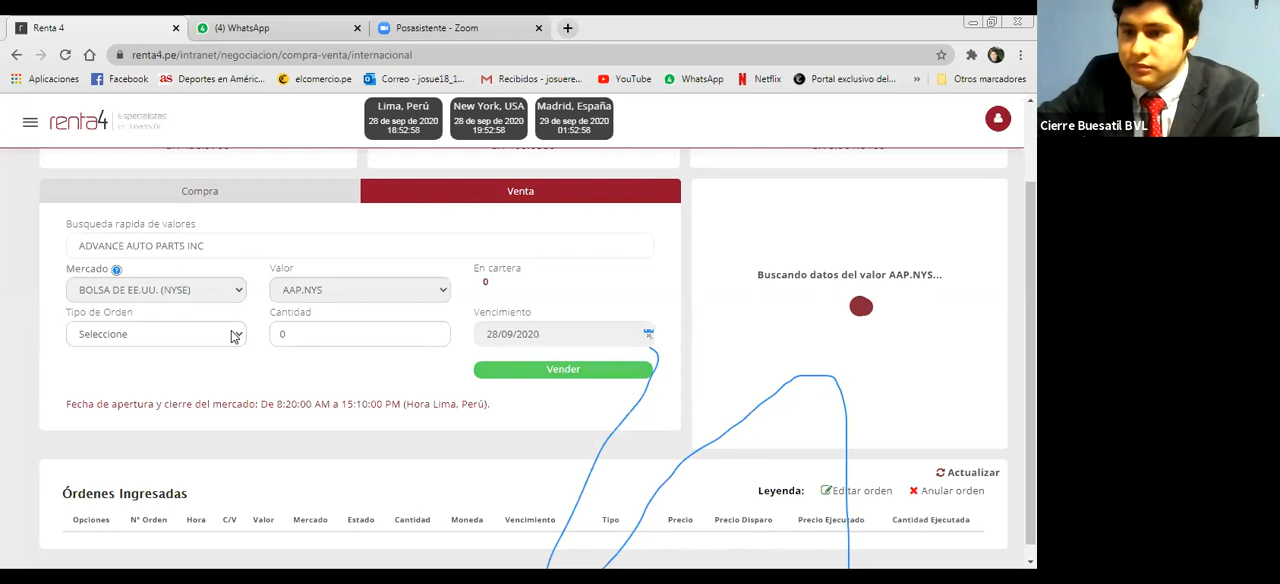 Renta 4
(4) WhatsApp
Posasistente - Zoom
renta4.pe/intranet/negociacion/compra-venta/internacional
Aplicaciones
Facebook
Deportes en Améric...
elcomercio.pe
Correo - josue18_1...
Recibidos - josuere...
YouTube
WhatsApp
Netflix
Portal exclusivo del...
»
Otros marcadores
renta4
Especialistas en inversión
Lima, Perú
28 de sep de 2020
18:52:58
New York, USA
28 de sep de 2020
19:52:58
Madrid, España
29 de sep de 2020
01:52:58
Cierre Buesatil BVL
Compra
Venta
Busqueda rapida de valores
ADVANCE AUTO PARTS INC
Mercado
Valor
En cartera
BOLSA DE EE.UU. (NYSE)
AAP.NYS
0
Tipo de Orden
Cantidad
Vencimiento
Seleccione
0
28/09/2020
Vender
Fecha de apertura y cierre del mercado: De 8:20:00 AM a 15:10:00 PM (Hora Lima, Perú).
Buscando datos del valor AAP.NYS...
Actualizar
Órdenes Ingresadas
Leyenda: Editar orden Anular orden
Opciones N° Orden Hora C/V Valor Mercado Estado Cantidad Moneda Vencimiento Tipo Precio Precio Disparo Precio Ejecutado Cantidad Ejecutada